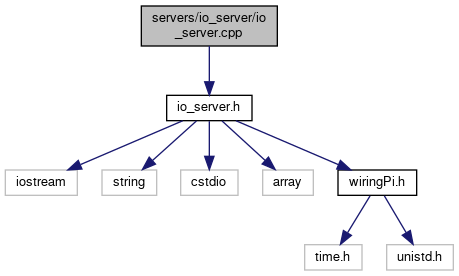 servers/io_server/io
_server.cpp
io_server.h
iostream
string
cstdio
array
wiringPi.h
time.h
unistd.h